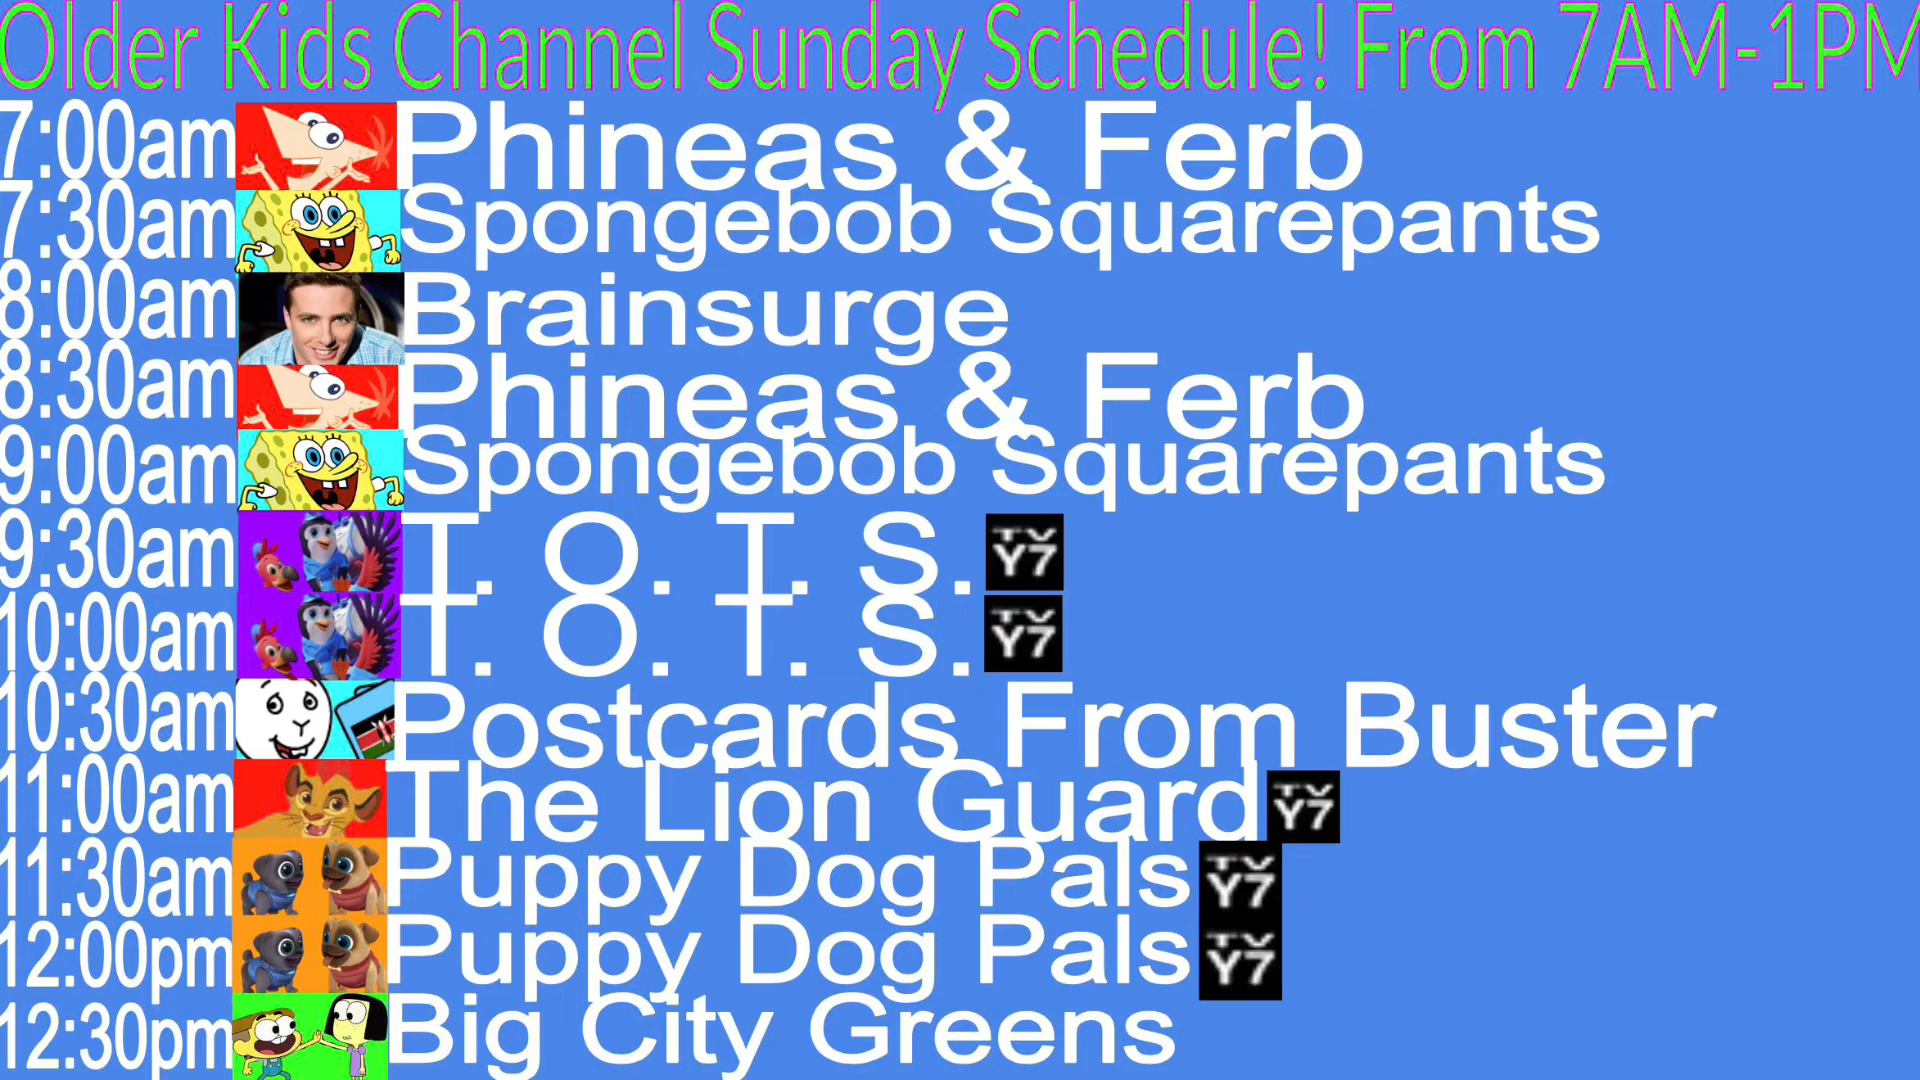 Older Kids Channel Sunday Schedule! From 7AM-1PM
7:00am Phineas & Ferb
7:30am Spongebob Squarepants
8:00am Brainsurge
8:30am Phineas & Ferb
9:00am Spongebob Squarepants
9:30am T. O. T. S. TV Y7
10:00am T. O. T. S. TV Y7
10:30am Postcards From Buster
11:00am The Lion Guard TV Y7
11:30am Puppy Dog Pals TV Y7
12:00pm Puppy Dog Pals TV Y7
12:30pm Big City Greens